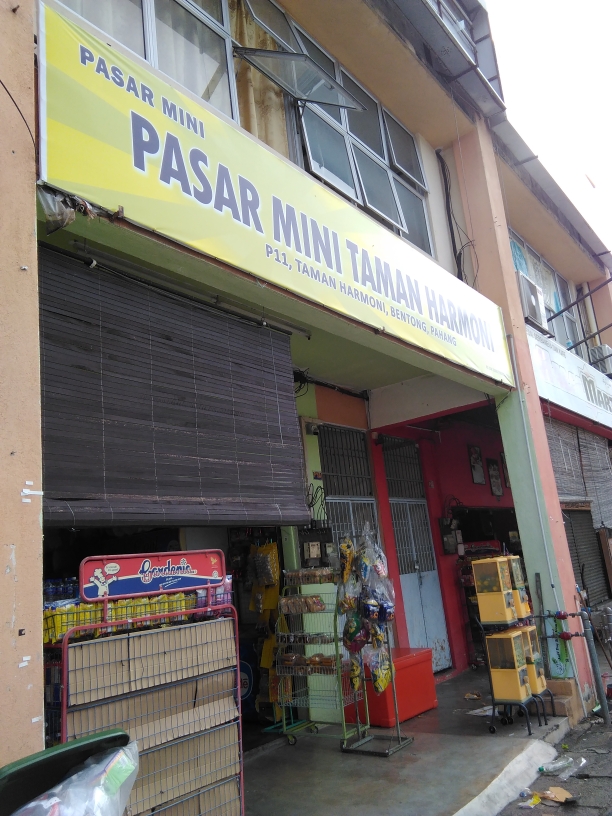 PASAR MINI
PASAR MINI TAMAN HARMONI
P11, TAMAN HARMONI, BENTONG, PAHANG
Gardenia